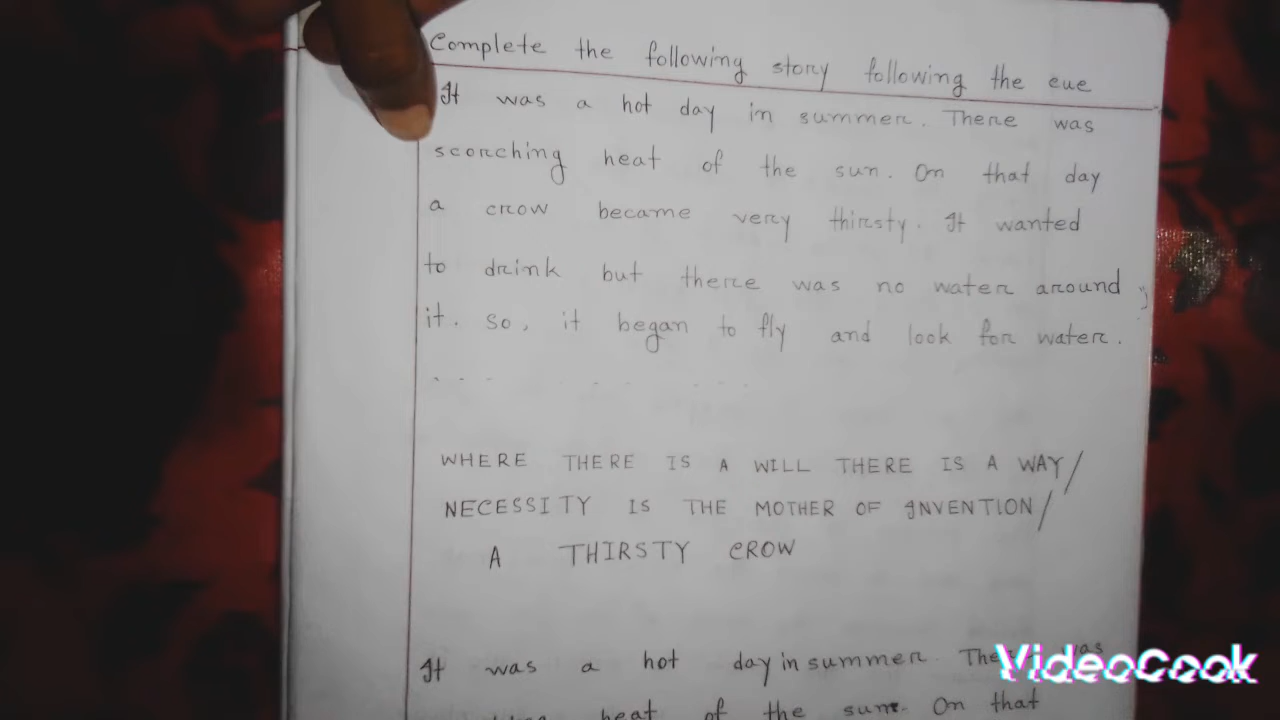 Complete the following story following the cue
It was a hot day in summer. There was
scorching heat of the sun. On that day
a crow became very thirsty. It wanted
to drink but there was no water around
it. So, it began to fly and look for water.
... ... ...
WHERE THERE IS A WILL THERE IS A WAY/
NECESSITY IS THE MOTHER OF INVENTION/
A THIRSTY CROW
It was a hot day in summer. There was
heat of the sun. On that
VideoCook